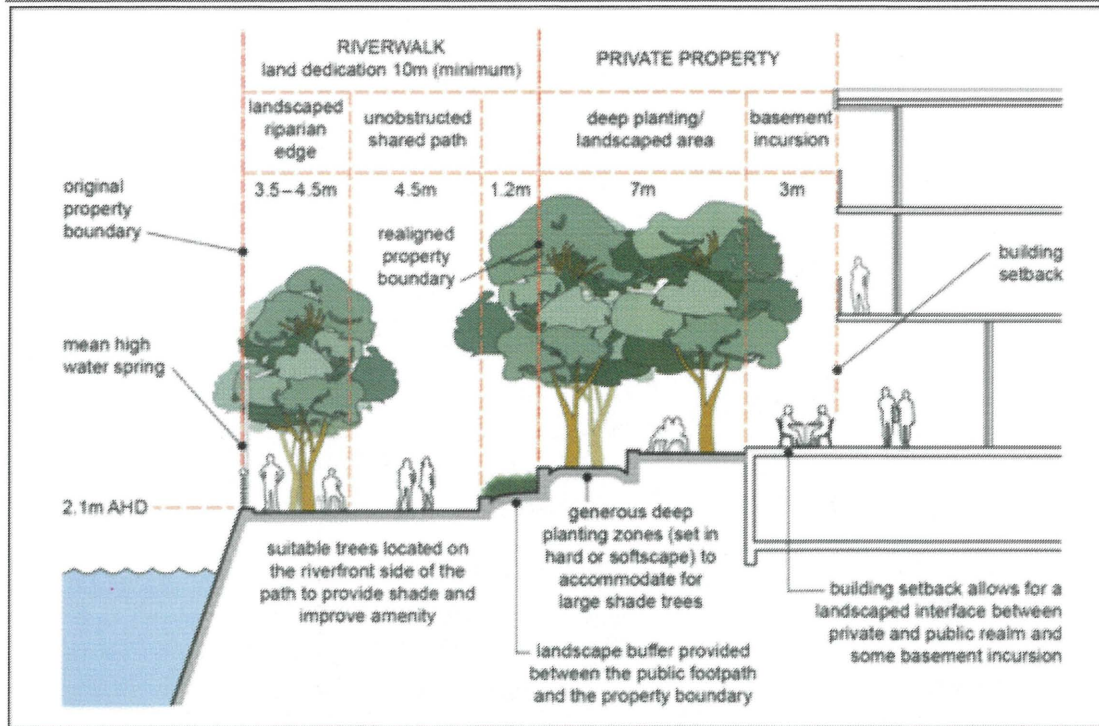 RIVERWALK
land dedication 10m (minimum)
PRIVATE PROPERTY
landscaped
riparian
edge
unobstructed
shared path
deep planting/
landscaped area
basement
incursion
3.5–4.5m
4.5m
1.2m
7m
3m
original
property
boundary
realigned
property
boundary
building
setback
mean high
water spring
2.1m AHD
suitable trees located on
the riverfront side of the
path to provide shade and
improve amenity
generous deep
planting zones (set in
hard or softscape) to
accommodate for
large shade trees
landscape buffer provided
between the public footpath
and the property boundary
building setback allows for a
landscaped interface between
private and public realm and
some basement incursion